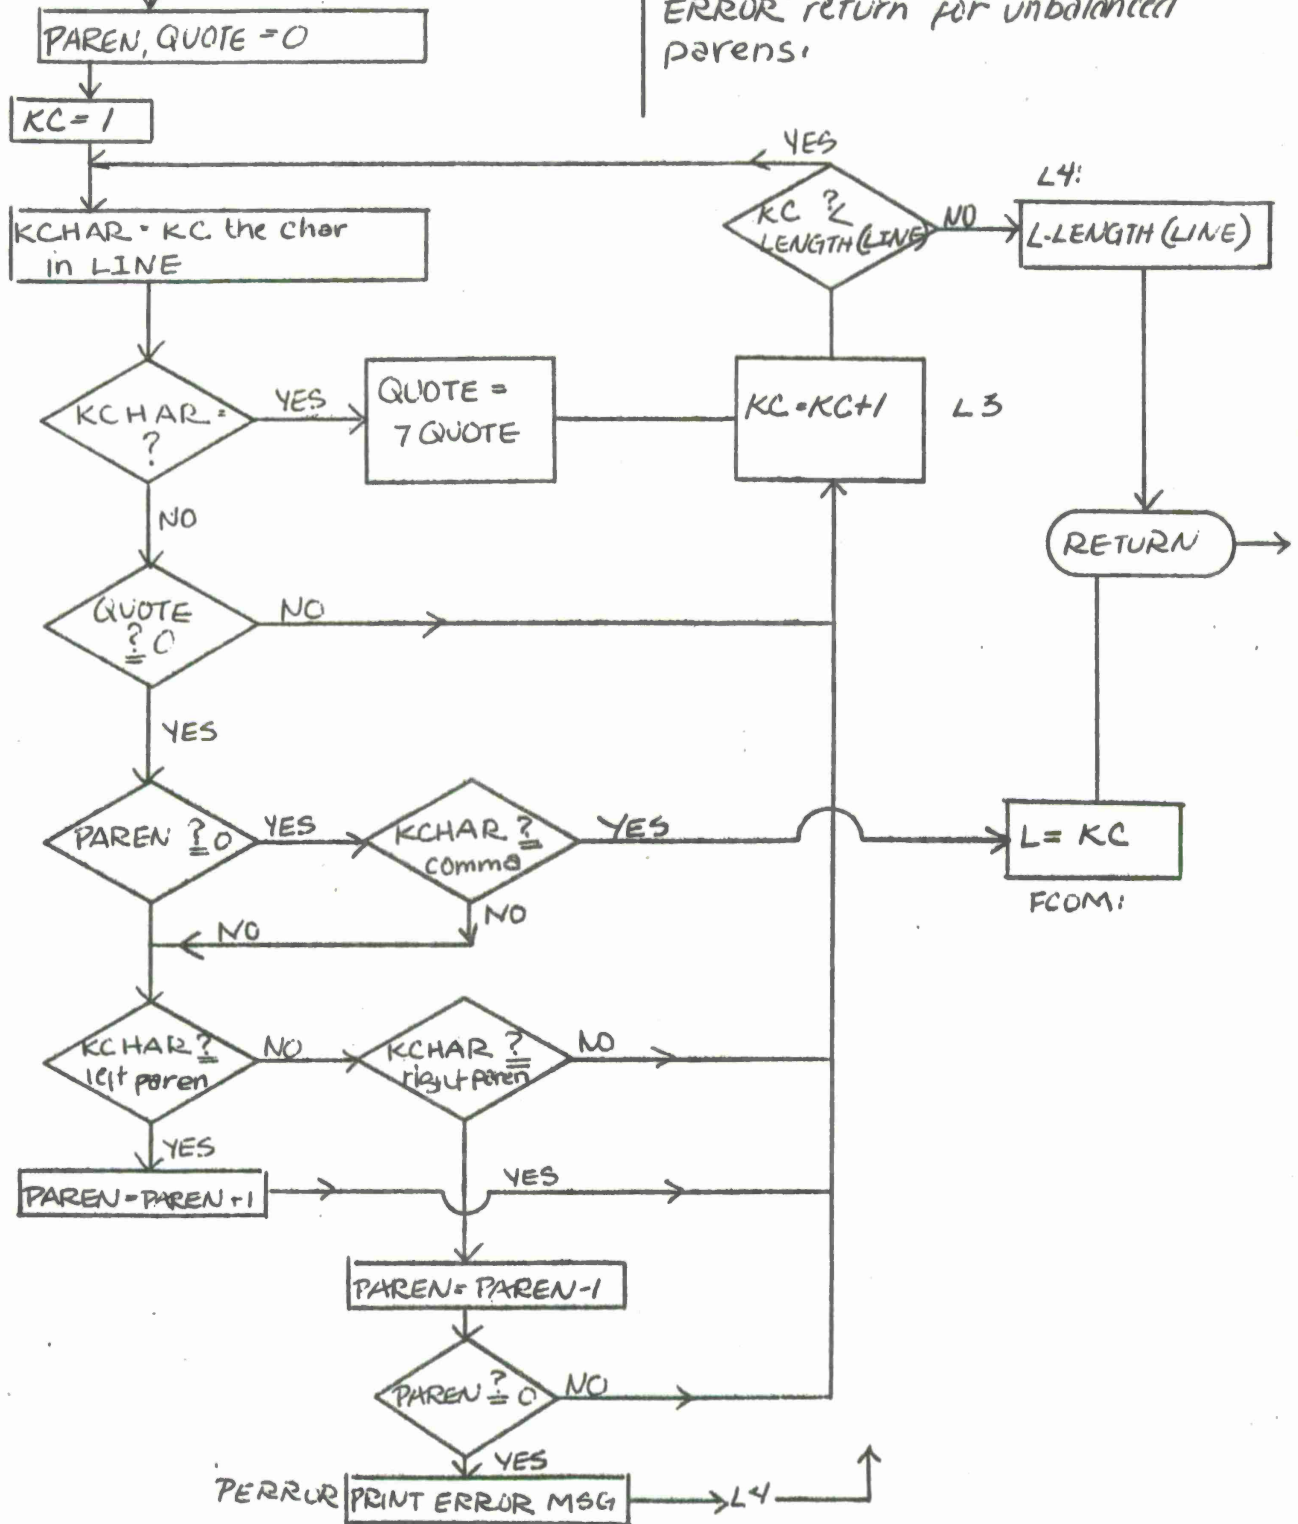 ERROR return for unbalanced
parens.
PAREN, QUOTE = 0
KC = 1
YES
L4:
KCHAR = KC the char
in LINE
KC ?<
LENGTH (LINE)
NO
L-LENGTH (LINE)
KCHAR =
?
YES
QUOTE =
7 QUOTE
KC = KC+1
L3
NO
RETURN
QUOTE
? 0
NO
YES
PAREN ? 0
YES
KCHAR ?
comma
YES
L = KC
FCOM:
NO
NO
KCHAR ?
left paren
NO
KCHAR ?
right paren
NO
YES
YES
PAREN = PAREN + 1
PAREN = PAREN - 1
PAREN ? 0
NO
YES
PERROR
PRINT ERROR MSG
L4